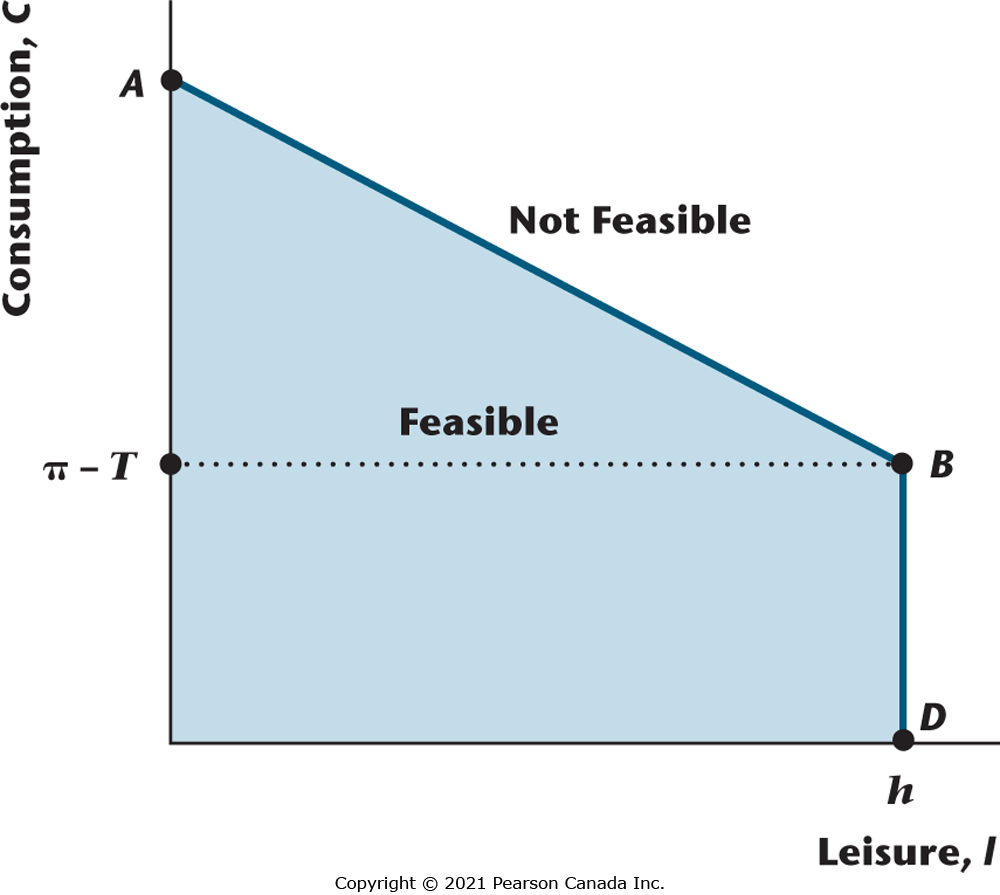 Consumption, C
A
Not Feasible
Feasible
π – T
B
D
h
Leisure, l
Copyright © 2021 Pearson Canada Inc.